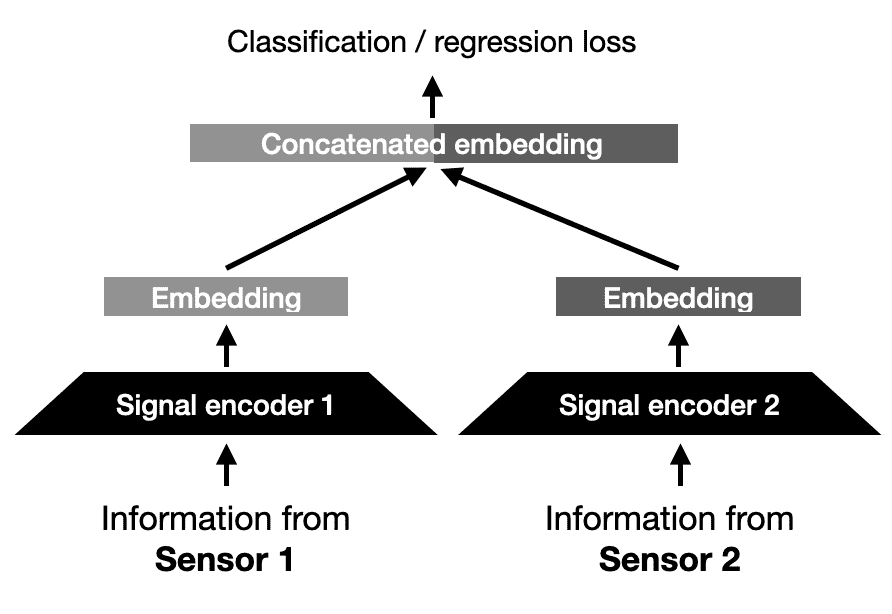 Classification / regression loss
Concatenated embedding
Embedding
Embedding
Signal encoder 1
Signal encoder 2
Information from
Sensor 1
Information from
Sensor 2